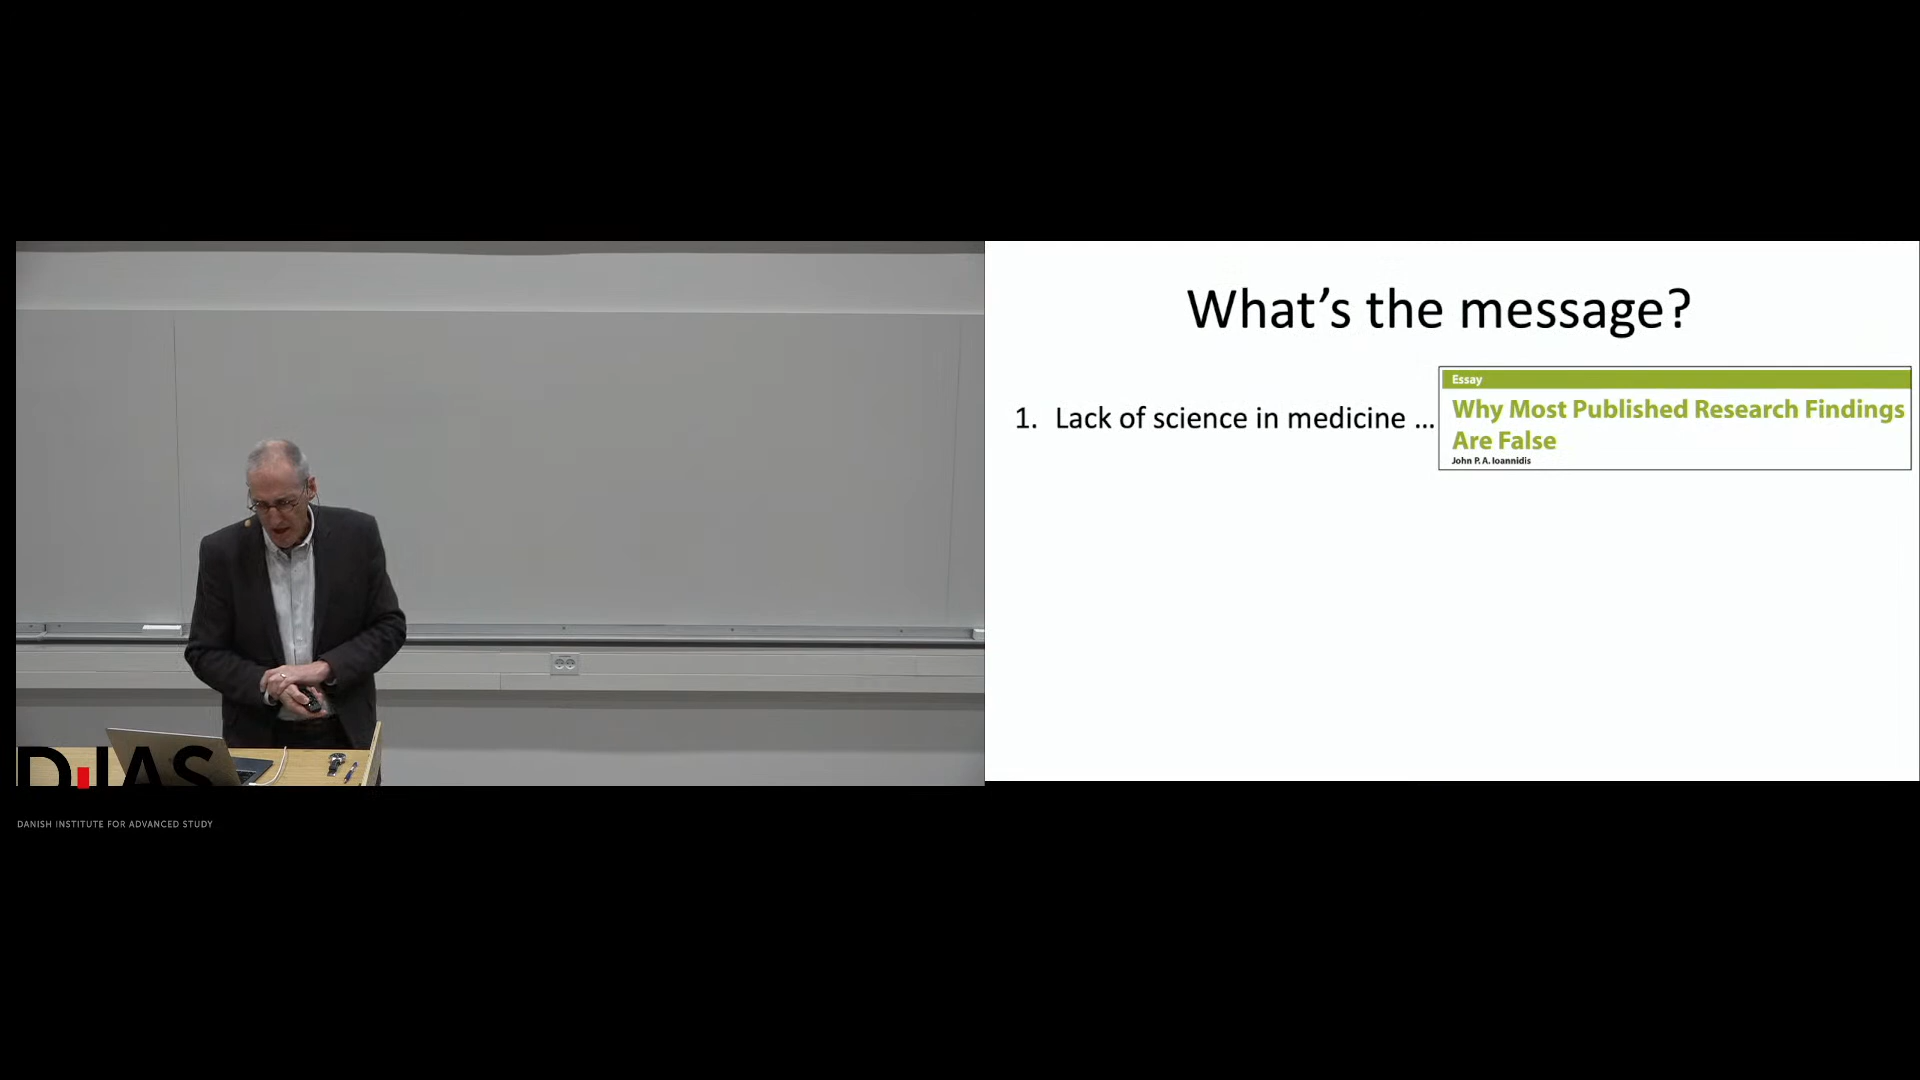 What's the message?
1. Lack of science in medicine ...
Essay
Why Most Published Research Findings
Are False
John P. A. Ioannidis
D·IAS
DANISH INSTITUTE FOR ADVANCED STUDY